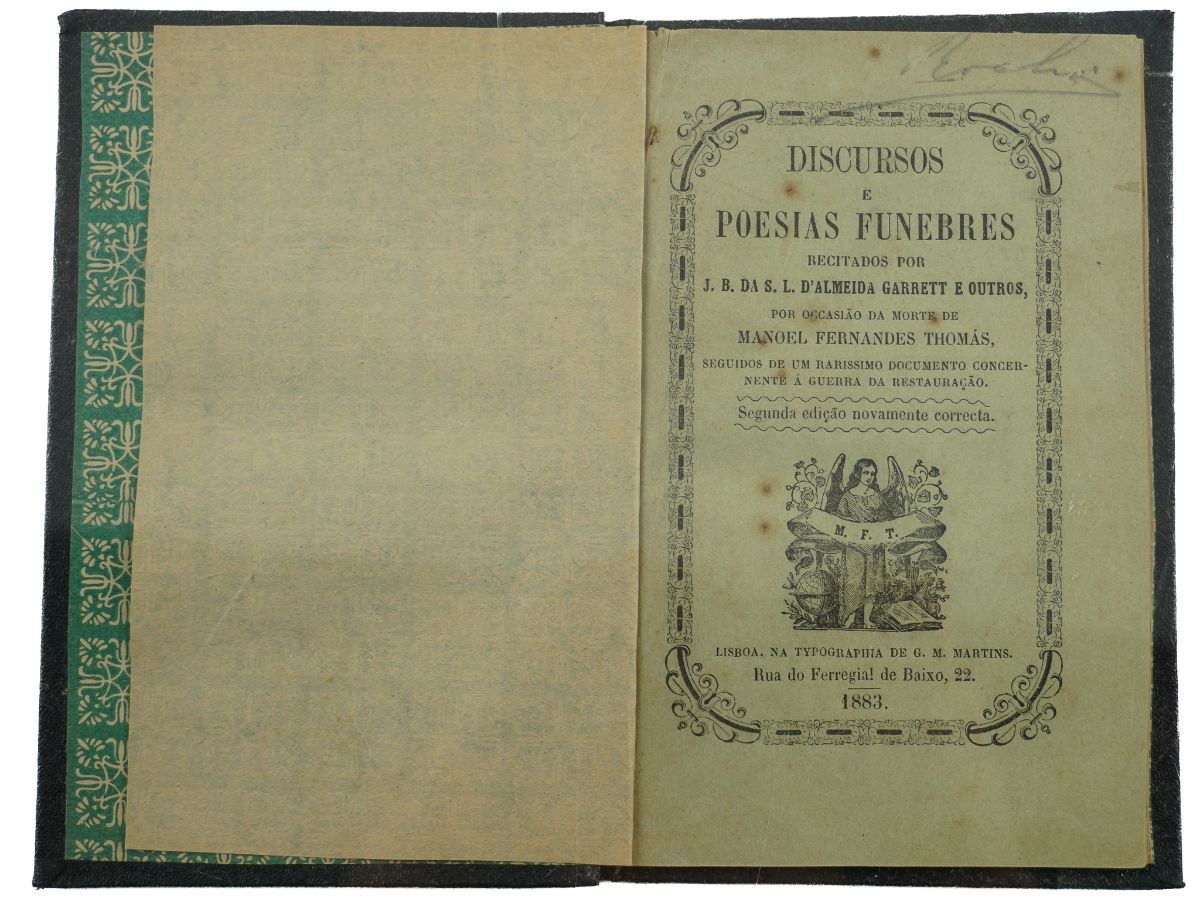 DISCURSOS
E
POESIAS FUNEBRES
RECITADOS POR
J. B. DA S. L. D'ALMEIDA GARRETT E OUTROS,
POR OCCASIÃO DA MORTE DE
MANOEL FERNANDES THOMÁS,
SEGUIDOS DE UM RARISSIMO DOCUMENTO CONCER-
NENTE Á GUERRA DA RESTAURAÇÃO.
Segunda edição novamente correcta.
M. F. T.
LISBOA, NA TYPOGRAPHIA DE G. M. MARTINS.
Rua do Ferregial de Baixo, 22.
1883.